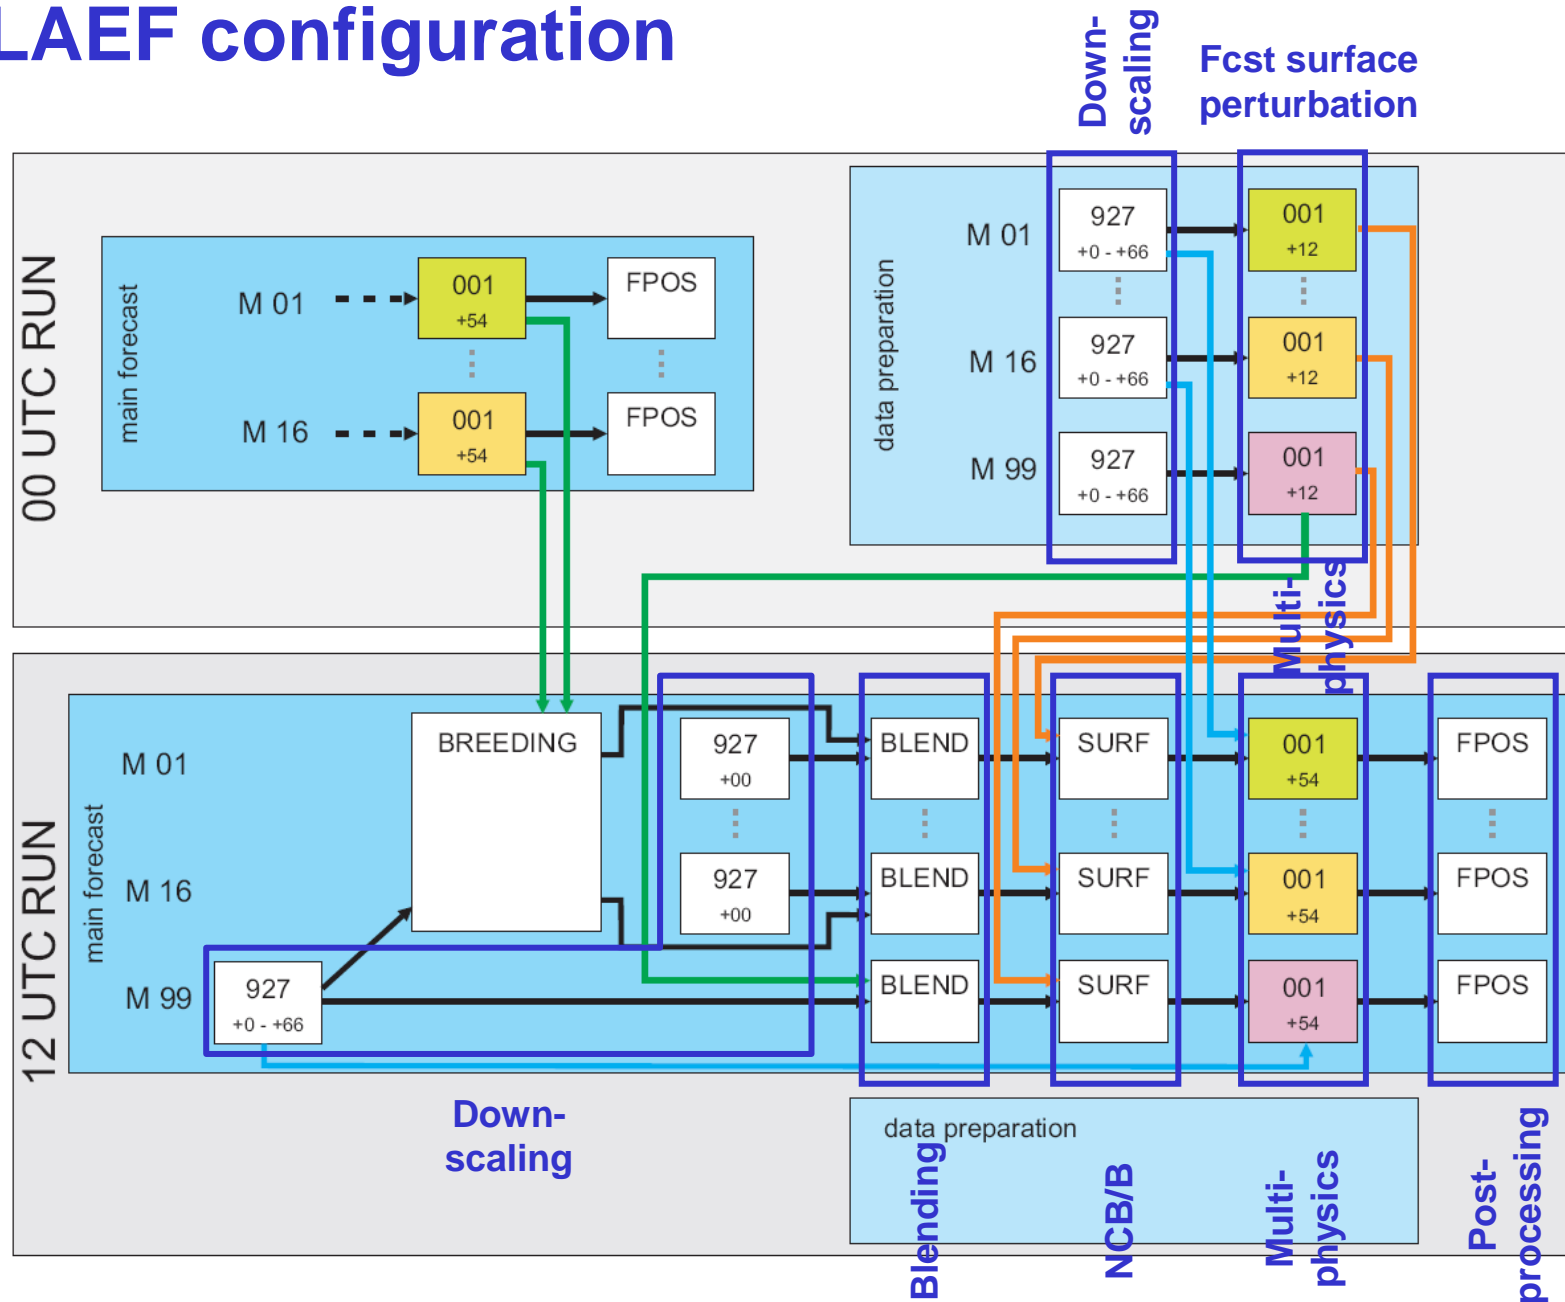 LAEF configuration
Down-
scaling
Fcst surface
perturbation
00 UTC RUN
main forecast
M 01
001
+54
FPOS
M 16
001
+54
FPOS
data preparation
M 01
927
+0 - +66
001
+12
M 16
927
+0 - +66
001
+12
M 99
927
+0 - +66
001
+12
Multi-
physics
12 UTC RUN
main forecast
M 01
BREEDING
927
+00
BLEND
SURF
001
+54
FPOS
M 16
927
+00
BLEND
SURF
001
+54
FPOS
M 99
927
+0 - +66
BLEND
SURF
001
+54
FPOS
Down-
scaling
data preparation
Blending
NCB/B
Multi-
physics
Post-
processing